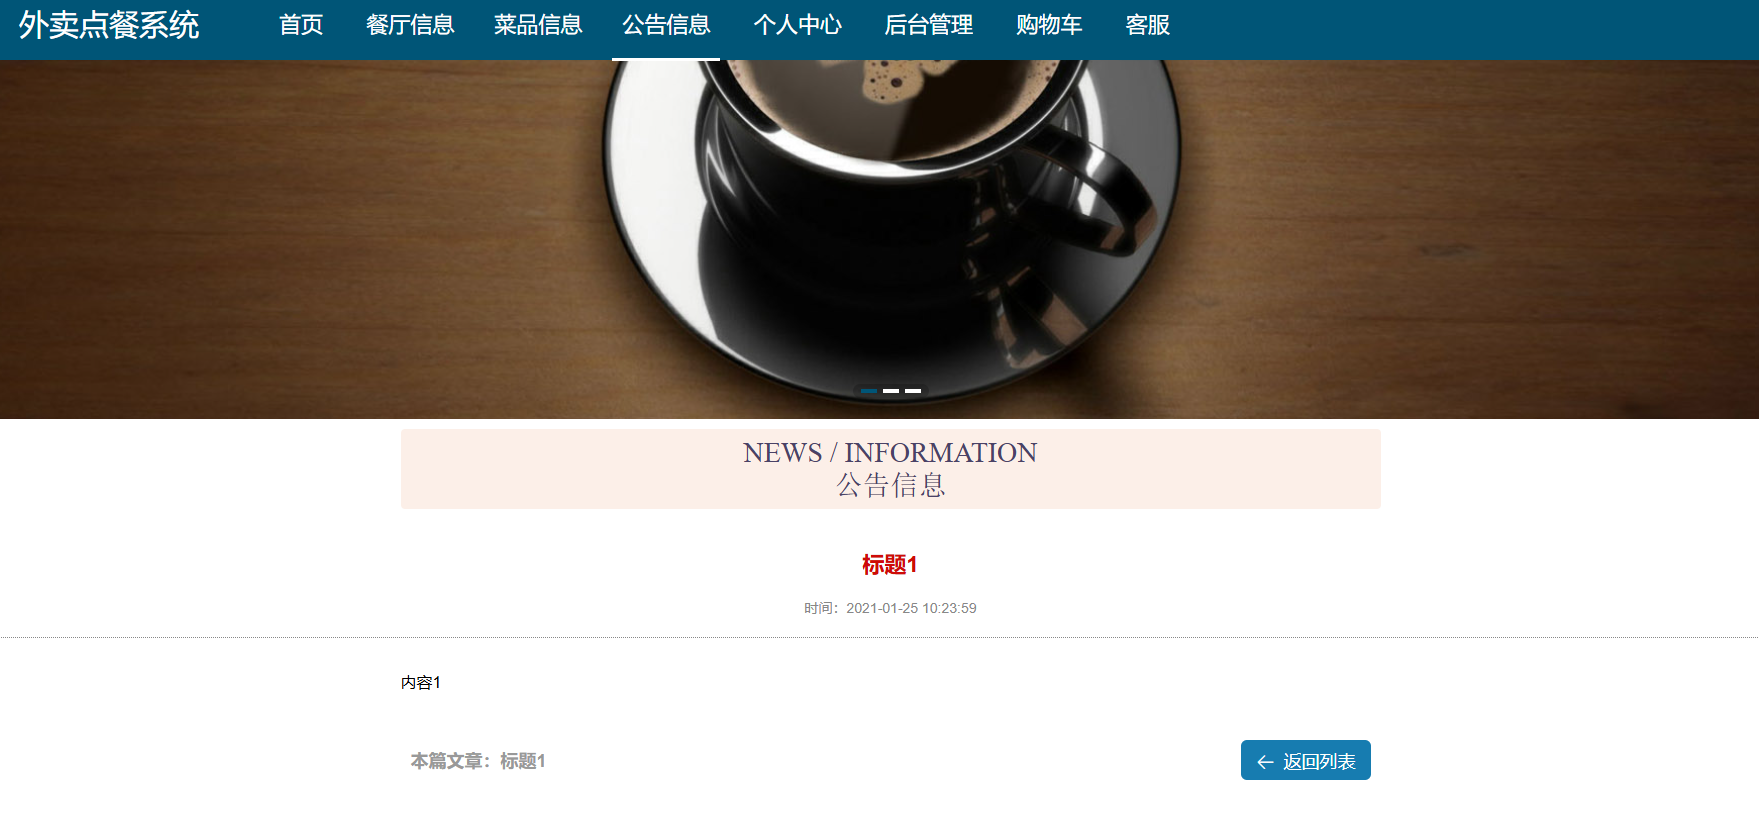 外卖点餐系统 首页 餐厅信息 菜品信息 公告信息 个人中心 后台管理 购物车 客服
NEWS / INFORMATION
公告信息
标题1
时间：2021-01-25 10:23:59
内容1
本篇文章：标题1 ← 返回列表